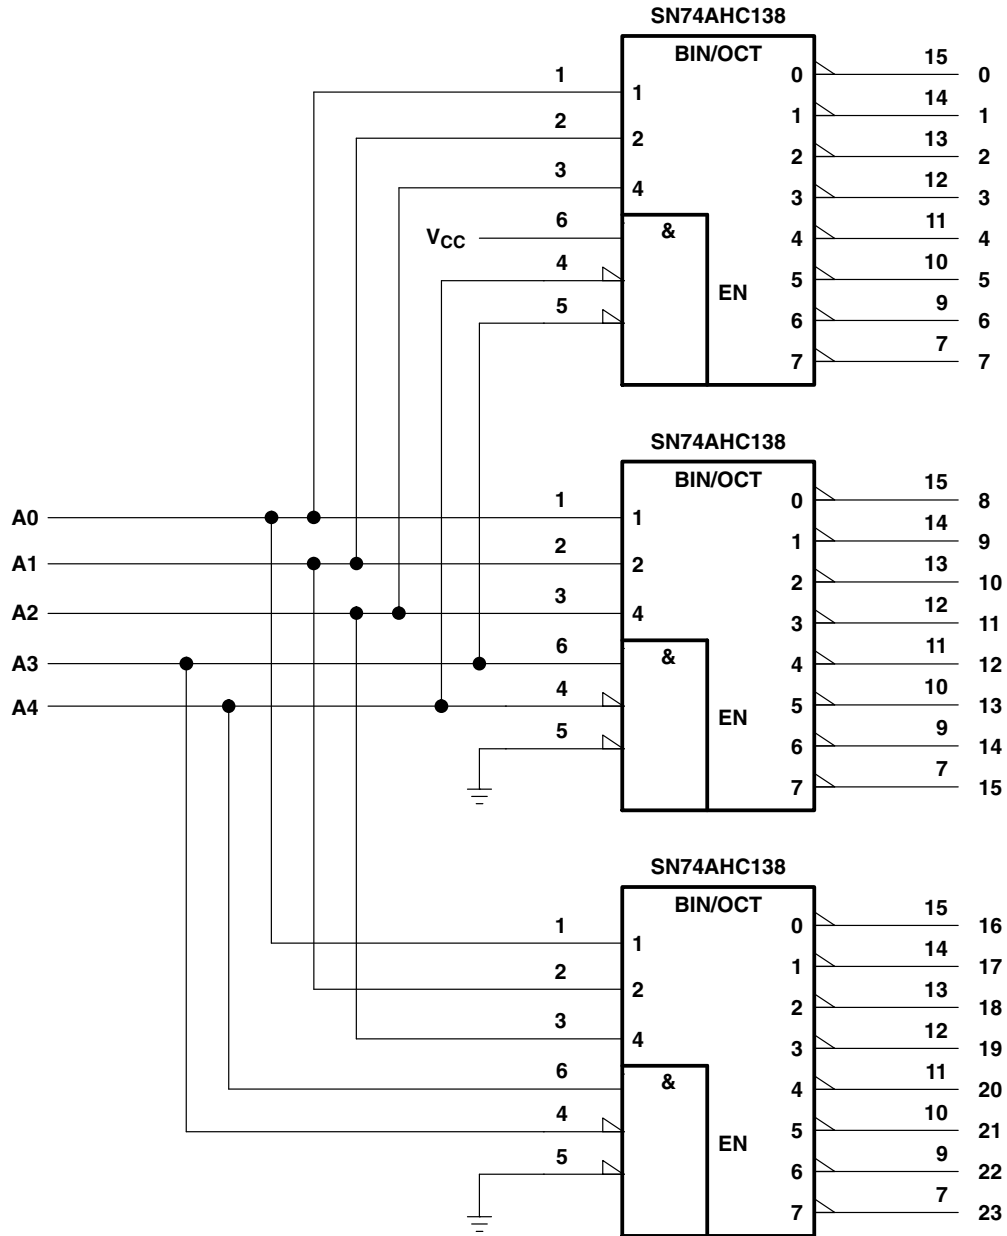 SN74AHC138
BIN/OCT
1 1
2 2
3 4
VCC 6 &
4
5
EN
0 15 0
1 14 1
2 13 2
3 12 3
4 11 4
5 10 5
6 9 6
7 7 7
A0
A1
A2
A3
A4
SN74AHC138
BIN/OCT
1 1
2 2
3 4
6 &
4
5
EN
0 15 8
1 14 9
2 13 10
3 12 11
4 11 12
5 10 13
6 9 14
7 7 15
SN74AHC138
BIN/OCT
1 1
2 2
3 4
6 &
4
5
EN
0 15 16
1 14 17
2 13 18
3 12 19
4 11 20
5 10 21
6 9 22
7 7 23